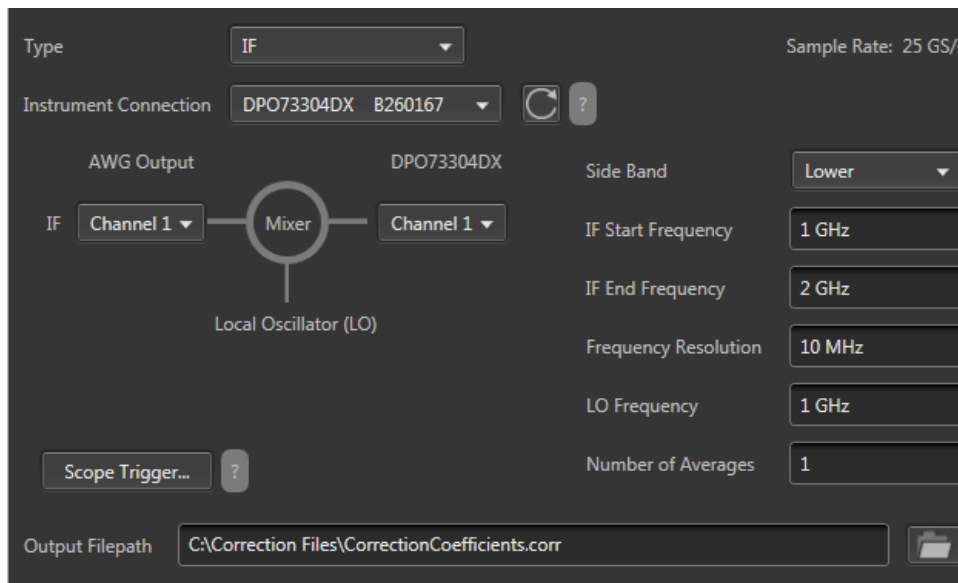 Type IF Sample Rate: 25 GS/
Instrument Connection DPO73304DX B260167 ?
AWG Output DPO73304DX
Side Band Lower
IF Channel 1 Mixer Channel 1
IF Start Frequency 1 GHz
IF End Frequency 2 GHz
Local Oscillator (LO)
Frequency Resolution 10 MHz
LO Frequency 1 GHz
Scope Trigger... ?
Number of Averages 1
Output Filepath C:\Correction Files\CorrectionCoefficients.corr